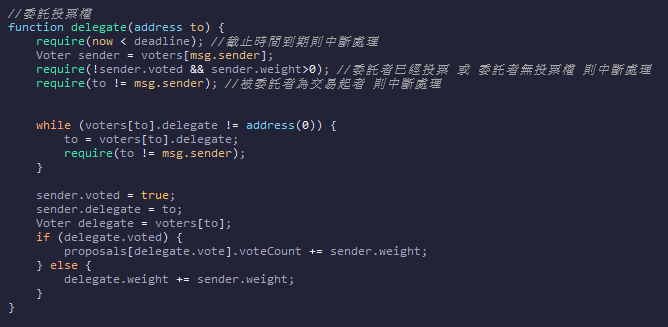 //委託投票權
function delegate(address to) {
    require(now < deadline); //截止時間到期則中斷處理
    Voter sender = voters[msg.sender];
    require(!sender.voted && sender.weight>0); //委託者已經投票 或 委託者無投票權 則中斷處理
    require(to != msg.sender); //被委託者為交易起者 則中斷處理
    while (voters[to].delegate != address(0)) {
        to = voters[to].delegate;
        require(to != msg.sender);
    }
    sender.voted = true;
    sender.delegate = to;
    Voter delegate = voters[to];
    if (delegate.voted) {
        proposals[delegate.vote].voteCount += sender.weight;
    } else {
        delegate.weight += sender.weight;
    }
}